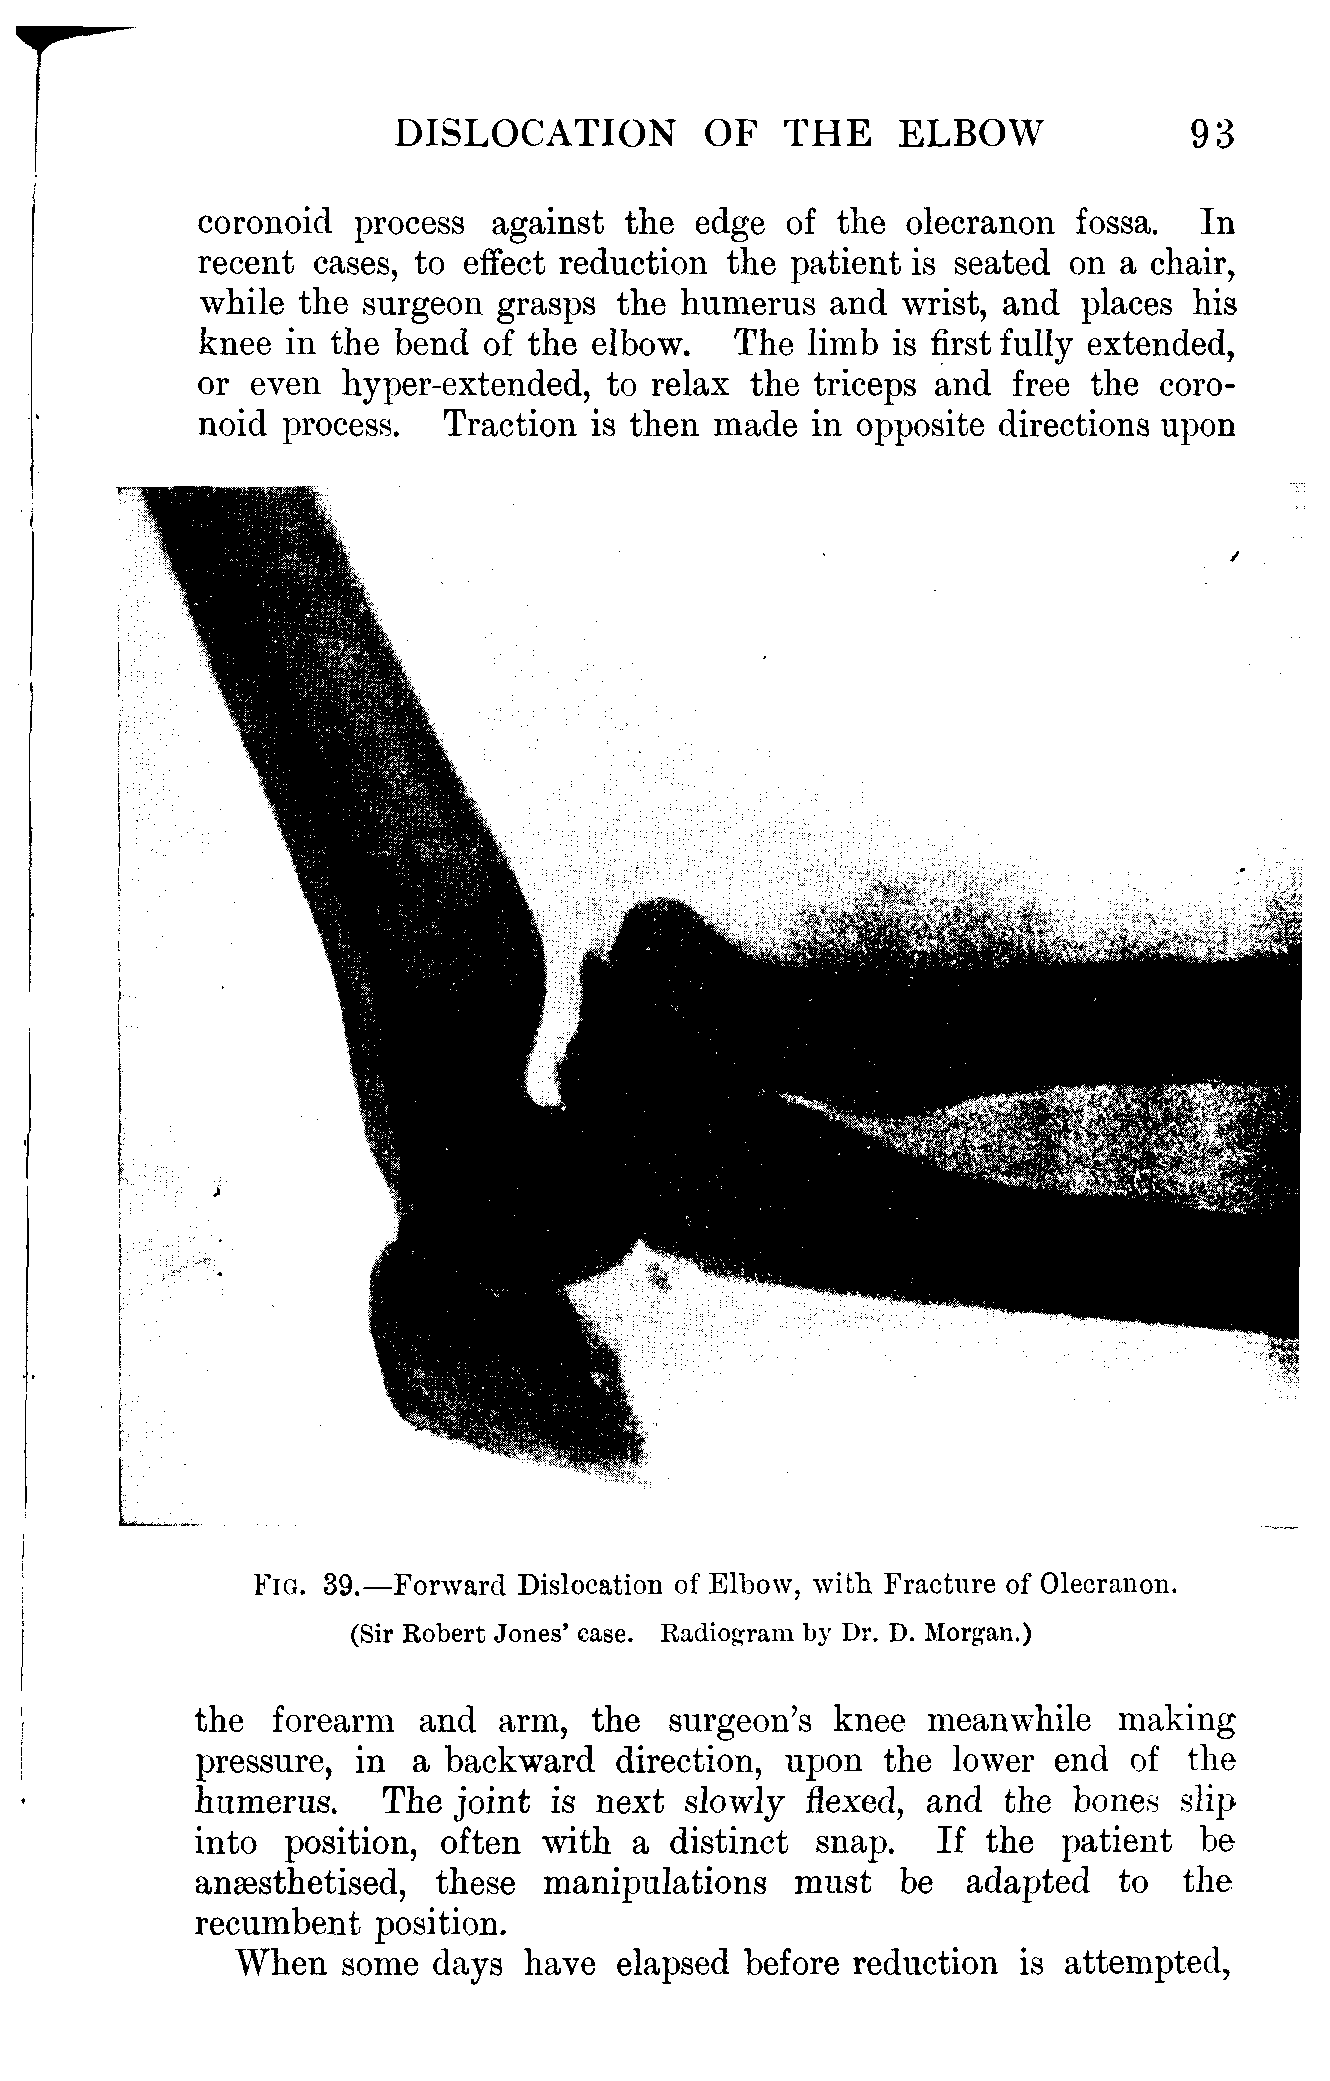 DISLOCATION OF THE ELBOW 93
coronoid process against the edge of the olecranon fossa. In
recent cases, to effect reduction the patient is seated on a chair,
while the surgeon grasps the humerus and wrist, and places his
knee in the bend of the elbow. The limb is first fully extended,
or even hyper-extended, to relax the triceps and free the coro-
noid process. Traction is then made in opposite directions upon
FIG. 39.—Forward Dislocation of Elbow, with Fracture of Olecranon.
(Sir Robert Jones' case. Radiogram by Dr. D. Morgan.)
the forearm and arm, the surgeon's knee meanwhile making
pressure, in a backward direction, upon the lower end of the
humerus. The joint is next slowly flexed, and the bones slip
into position, often with a distinct snap. If the patient be
anæsthetised, these manipulations must be adapted to the
recumbent position.
When some days have elapsed before reduction is attempted,